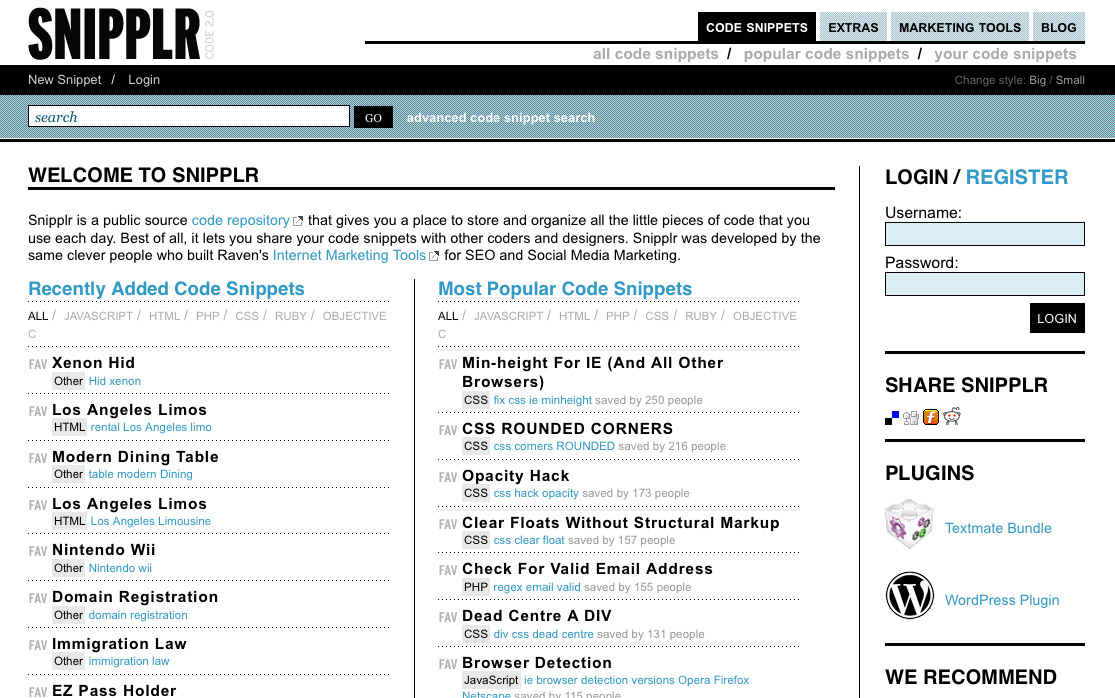 SNIPPLR
CODE 2.0
CODE SNIPPETS
EXTRAS
MARKETING TOOLS
BLOG
all code snippets / popular code snippets / your code snippets
New Snippet / Login
Change style: Big / Small
search
GO
advanced code snippet search
WELCOME TO SNIPPLR
Snipplr is a public source code repository that gives you a place to store and organize all the little pieces of code that you
use each day. Best of all, it lets you share your code snippets with other coders and designers. Snipplr was developed by the
same clever people who built Raven's Internet Marketing Tools for SEO and Social Media Marketing.
Recently Added Code Snippets
ALL / JAVASCRIPT / HTML / PHP / CSS / RUBY / OBJECTIVE
C
FAV Xenon Hid
Other Hid xenon
FAV Los Angeles Limos
HTML rental Los Angeles limo
FAV Modern Dining Table
Other table modern Dining
FAV Los Angeles Limos
HTML Los Angeles Limousine
FAV Nintendo Wii
Other Nintendo wii
FAV Domain Registration
Other domain registration
FAV Immigration Law
Other immigration law
FAV EZ Pass Holder
Most Popular Code Snippets
ALL / JAVASCRIPT / HTML / PHP / CSS / RUBY / OBJECTIVE
C
FAV Min-height For IE (And All Other
Browsers)
CSS fix css ie minheight saved by 250 people
FAV CSS ROUNDED CORNERS
CSS css corners ROUNDED saved by 216 people
FAV Opacity Hack
CSS css hack opacity saved by 173 people
FAV Clear Floats Without Structural Markup
CSS css clear float saved by 157 people
FAV Check For Valid Email Address
PHP regex email valid saved by 155 people
FAV Dead Centre A DIV
CSS div css dead centre saved by 131 people
FAV Browser Detection
JavaScript ie browser detection versions Opera Firefox
Netscape saved by 115 people
LOGIN / REGISTER
Username:
Password:
LOGIN
SHARE SNIPPLR
PLUGINS
Textmate Bundle
WordPress Plugin
WE RECOMMEND